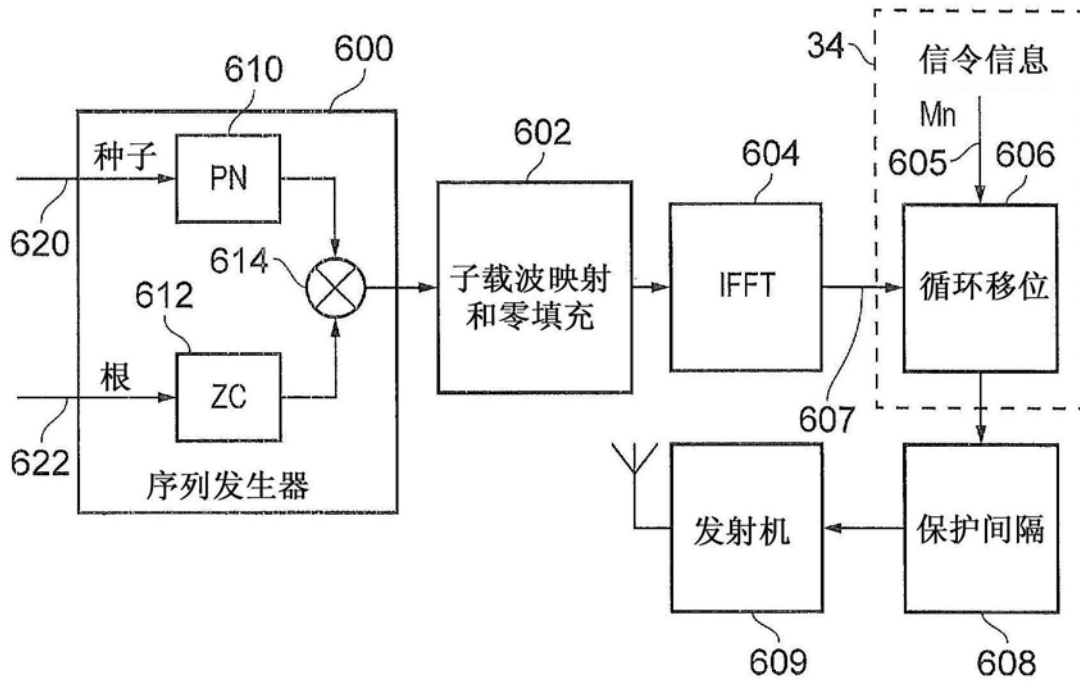 600
610
34
信令信息
种子
PN
602
Mn
604
605
606
620
614
612
子载波映射
和零填充
IFFT
循环移位
根
ZC
607
622
序列发生器
发射机
保护间隔
609
608